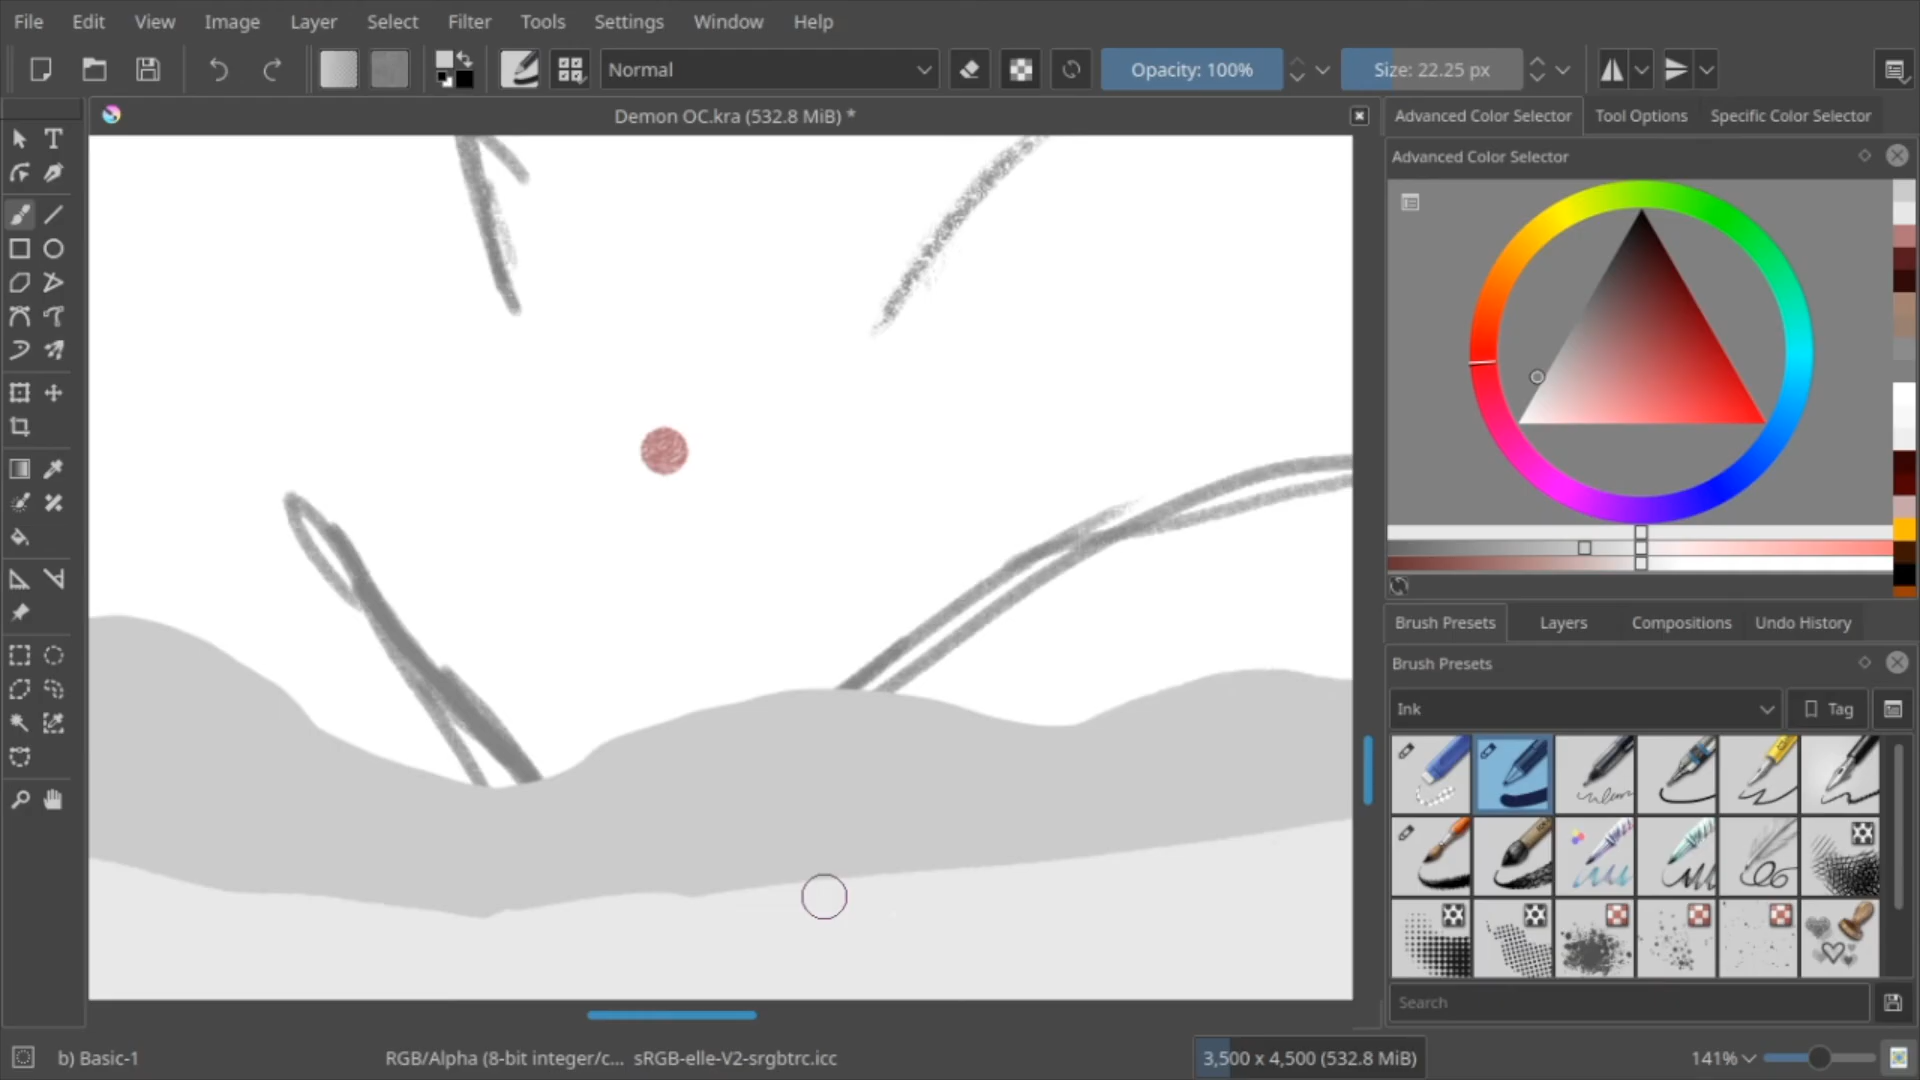 File Edit View Image Layer Select Filter Tools Settings Window Help
Normal Opacity: 100% Size: 22.25 px
Demon OC.kra (532.8 MiB) *
Advanced Color Selector Tool Options Specific Color Selector
Advanced Color Selector
Brush Presets Layers Compositions Undo History
Brush Presets
Ink Tag
Search
b) Basic-1 RGB/Alpha (8-bit integer/c... sRGB-elle-V2-srgbtrc.icc 3,500 x 4,500 (532.8 MiB) 141%